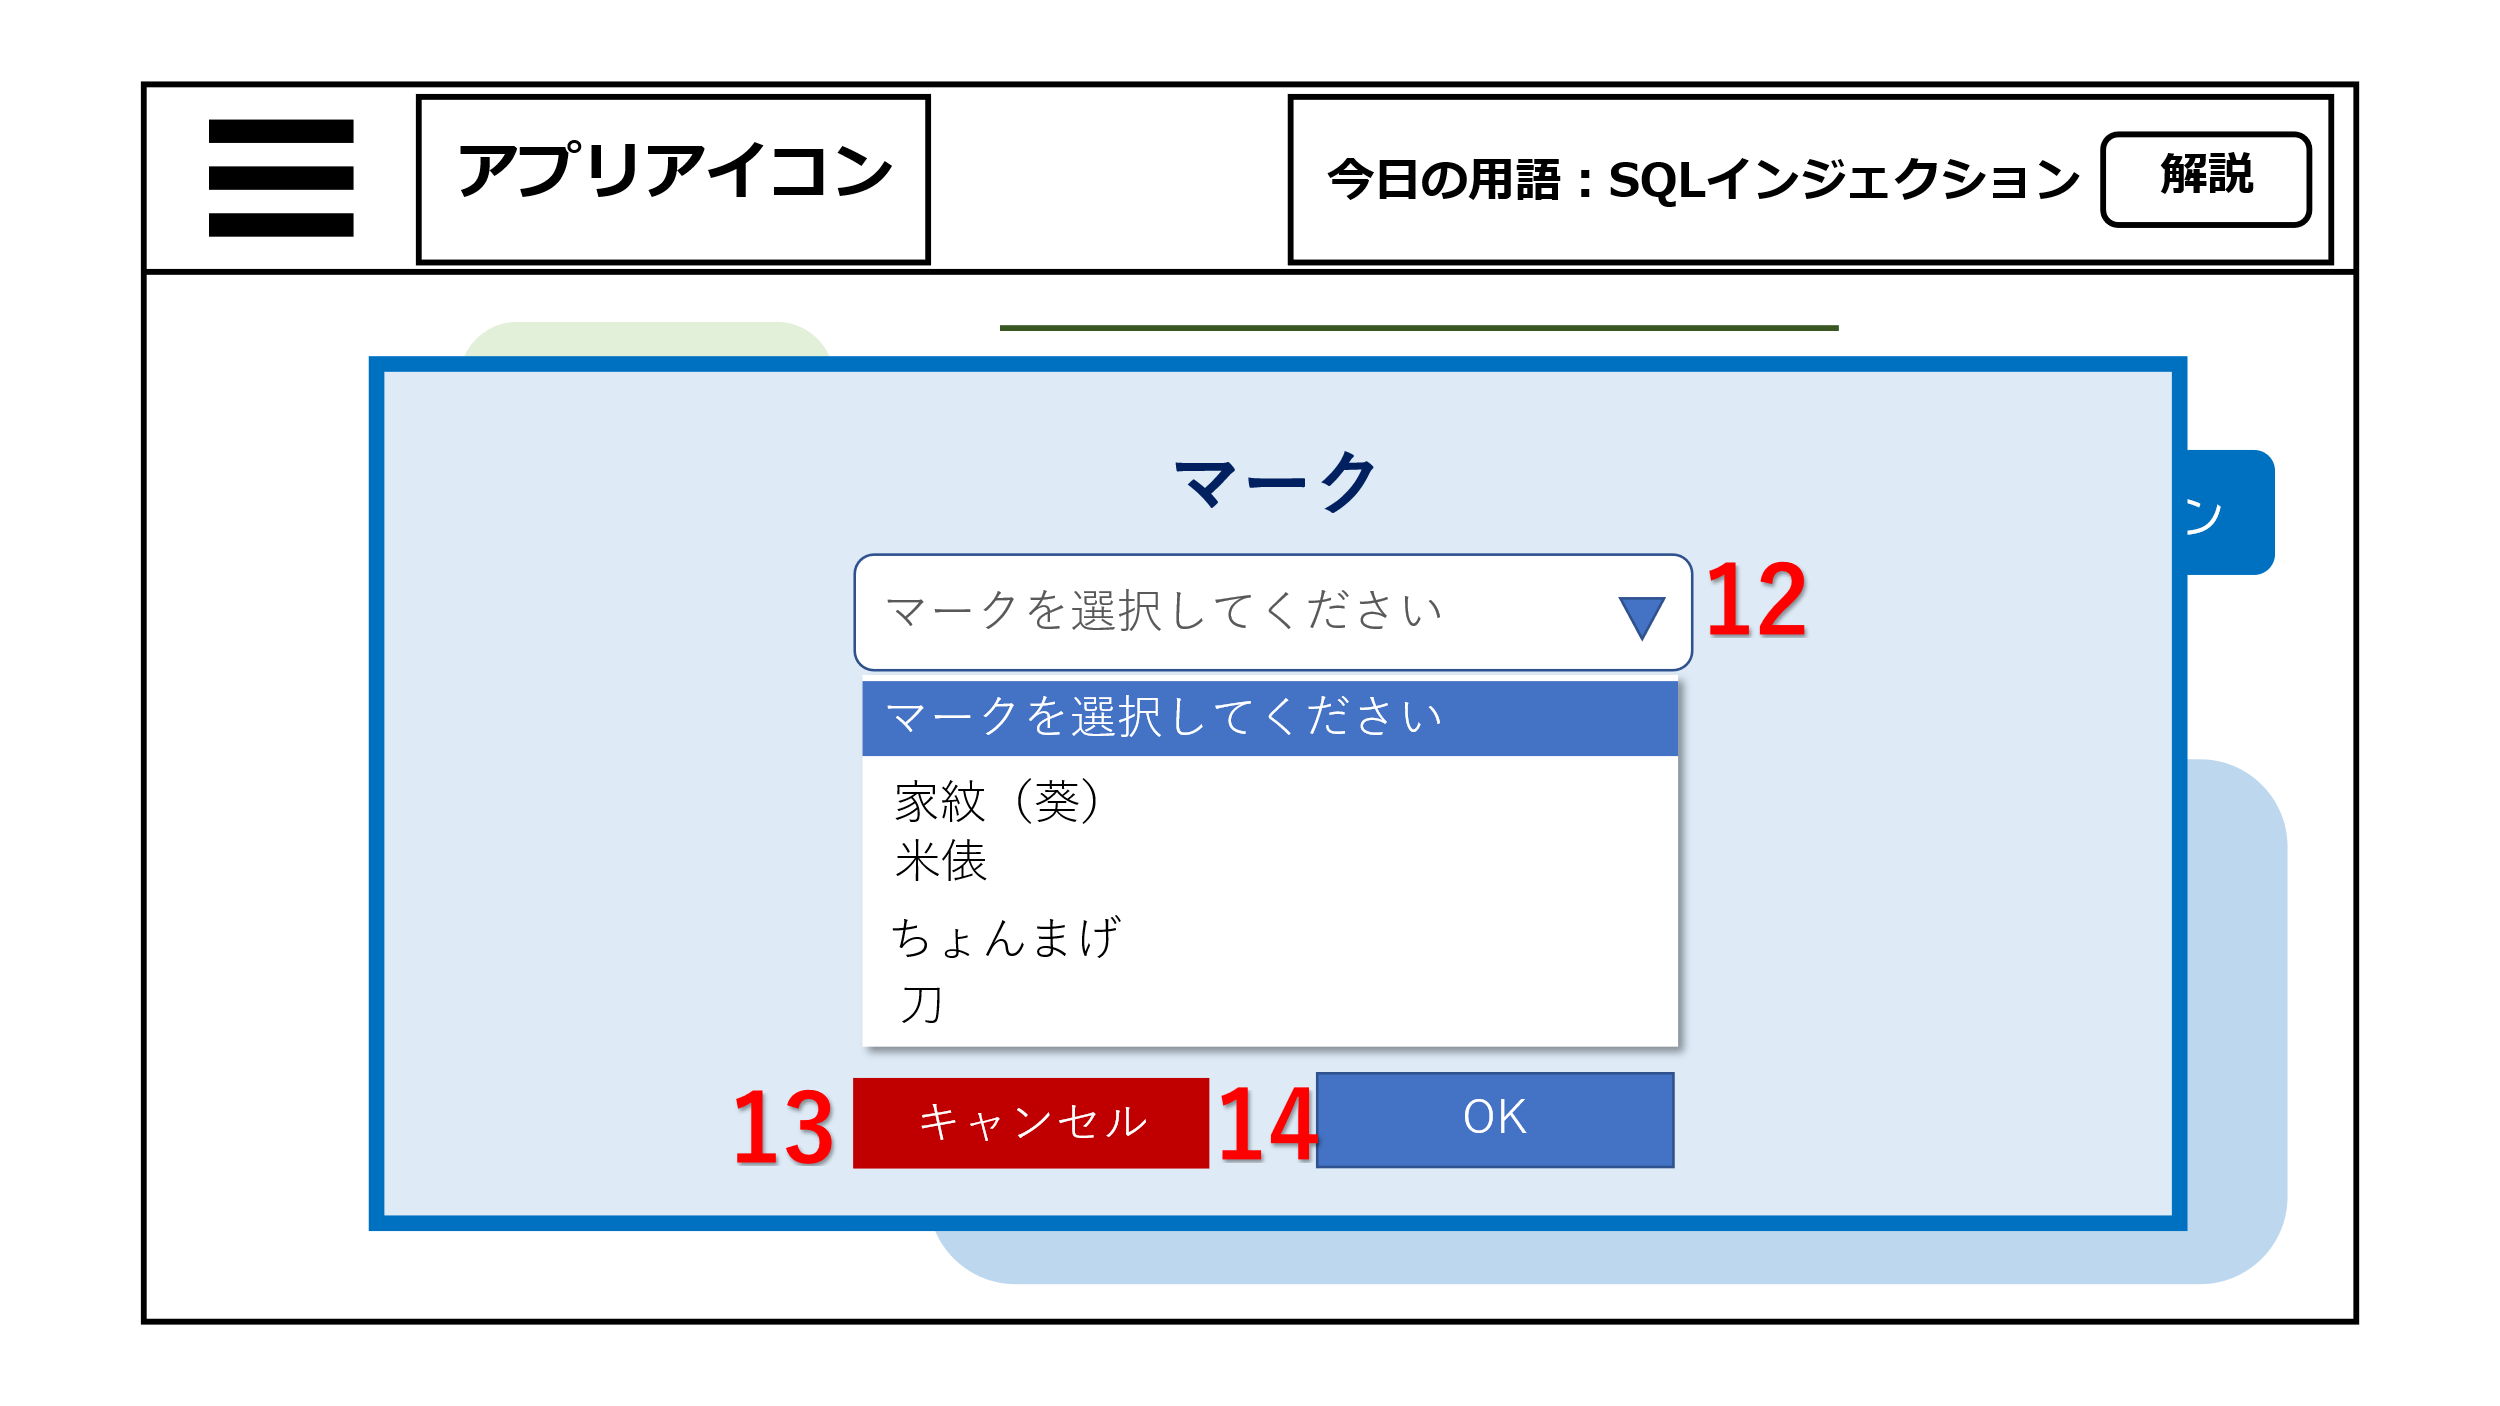 アプリアイコン
今日の用語：SQLインジェクション
解説
マーク
ン
マークを選択してください
12
マークを選択してください
家紋（葵）
米俵
ちょんまげ
刀
13
キャンセル
14
OK